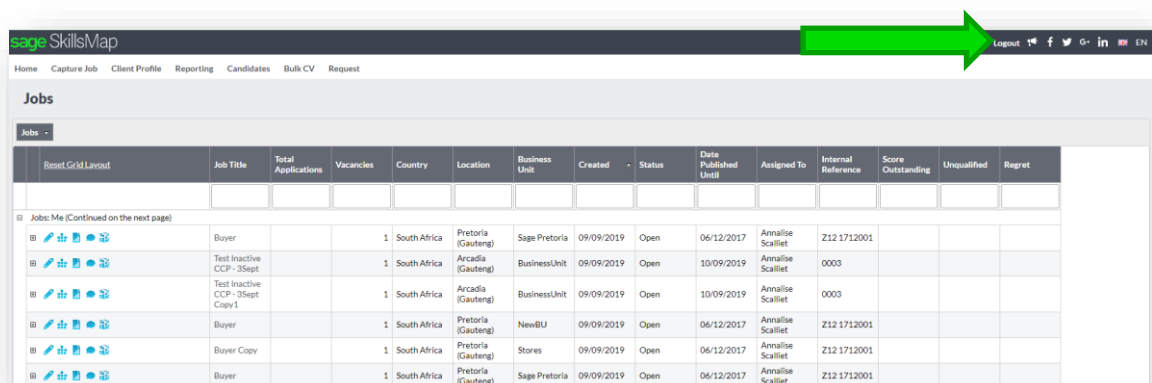 sage SkillsMap
Logout f G+ in EN
Home Capture Job Client Profile Reporting Candidates Bulk CV Request
Jobs
Jobs
Reset Grid Layout Job Title Total Applications Vacancies Country Location Business Unit Created Status Date Published Until Assigned To Internal Reference Score Outstanding Unqualified Regret
Jobs: Me (Continued on the next page)
Buyer 1 South Africa Pretoria (Gauteng) Sage Pretoria 09/09/2019 Open 06/12/2017 Annalise Scalliet Z12 1712001
Test Inactive CCP - 3Sept 1 South Africa Arcadia (Gauteng) BusinessUnit 09/09/2019 Open 10/09/2019 Annalise Scalliet 0003
Test Inactive CCP - 3Sept Copy1 1 South Africa Arcadia (Gauteng) BusinessUnit 09/09/2019 Open 10/09/2019 Annalise Scalliet 0003
Buyer 1 South Africa Pretoria (Gauteng) NewBU 09/09/2019 Open 06/12/2017 Annalise Scalliet Z12 1712001
Buyer Copy 1 South Africa Pretoria (Gauteng) Stores 09/09/2019 Open 06/12/2017 Annalise Scalliet Z12 1712001
Buyer 1 South Africa Pretoria (Gauteng) Sage Pretoria 09/09/2019 Open 06/12/2017 Annalise Scalliet Z12 1712001